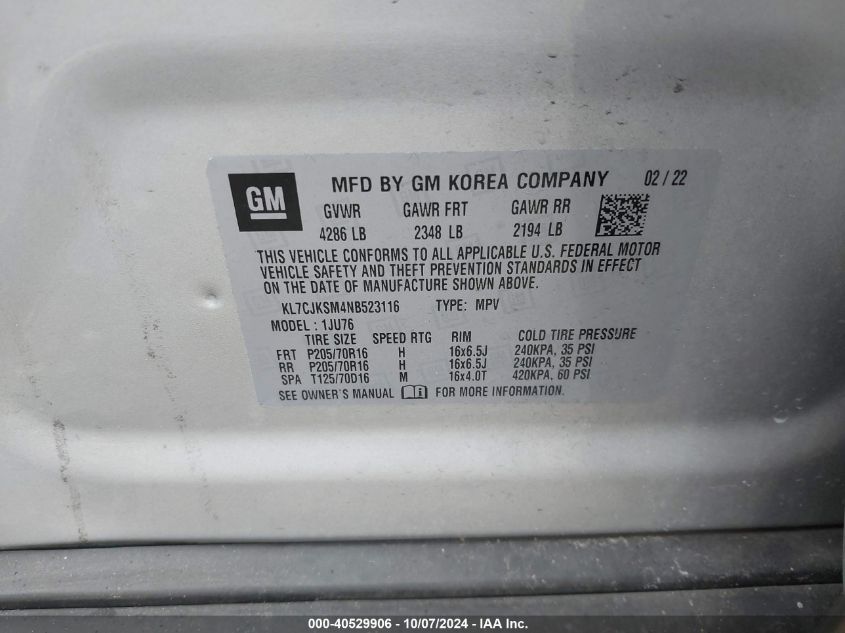 GM
MFD BY GM KOREA COMPANY 02 / 22
GVWR GAWR FRT GAWR RR
4286 LB 2348 LB 2194 LB
THIS VEHICLE CONFORMS TO ALL APPLICABLE U.S. FEDERAL MOTOR
VEHICLE SAFETY AND THEFT PREVENTION STANDARDS IN EFFECT
ON THE DATE OF MANUFACTURE SHOWN ABOVE.
KL7CJKSM4NB523116 TYPE: MPV
MODEL : 1JU76
TIRE SIZE SPEED RTG RIM COLD TIRE PRESSURE
FRT P205/70R16 H 16x6.5J 240KPA, 35 PSI
RR P205/70R16 H 16x6.5J 240KPA, 35 PSI
SPA T125/70D16 M 16x4.0T 420KPA, 60 PSI
SEE OWNER'S MANUAL FOR MORE INFORMATION.
000-40529906 - 10/07/2024 - IAA Inc.